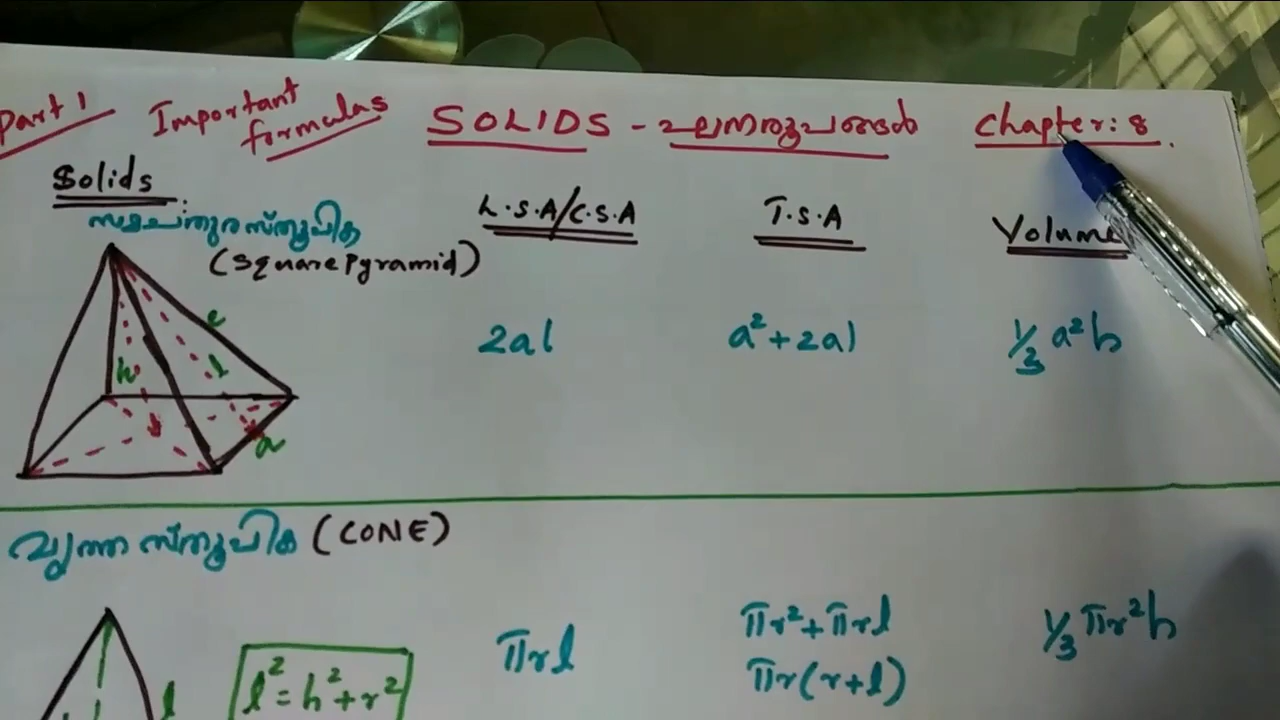 Part 1 Important formulas SOLIDS - ഘനരൂപങ്ങൾ Chapter: 8
Solids :
സമചതുരസ്തൂപിക
(Square Pyramid)
L.S.A/C.S.A T.S.A Volume
e
h l
a
2al a²+2al 1/3 a²h
വൃത്തസ്തൂപിക (CONE)
l
l² = h²+r²
πrl
πr²+πrl
πr(r+l)
1/3 πr²h